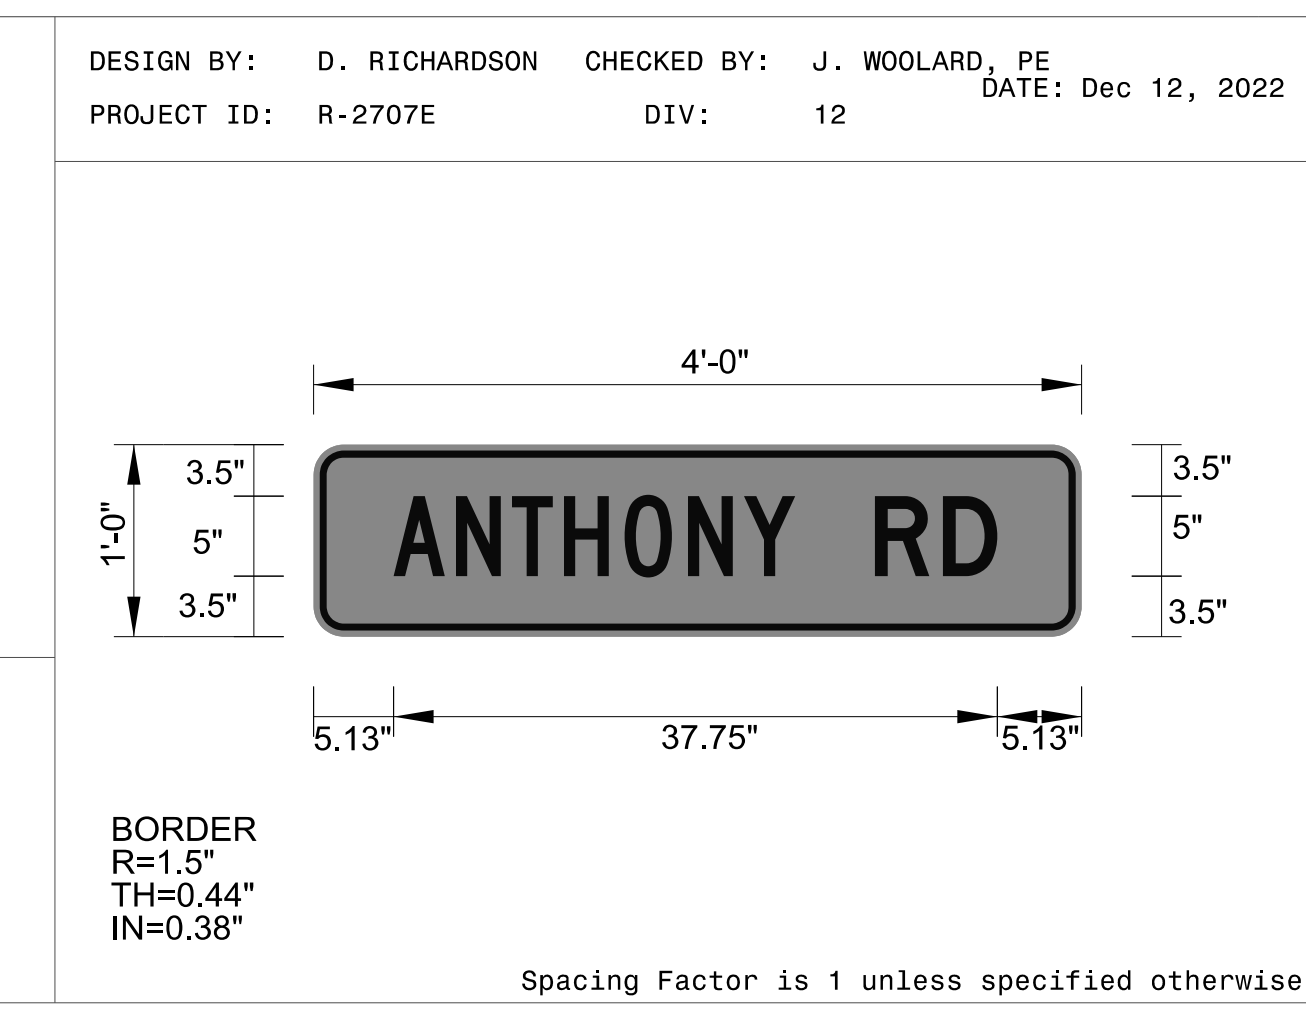 DESIGN BY: D. RICHARDSON CHECKED BY: J. WOOLARD, PE
DATE: Dec 12, 2022
PROJECT ID: R-2707E DIV: 12
4'-0"
3.5" 3.5"
1'-0" 5" ANTHONY RD 5"
3.5" 3.5"
5.13" 37.75" 5.13"
BORDER
R=1.5"
TH=0.44"
IN=0.38"
Spacing Factor is 1 unless specified otherwise